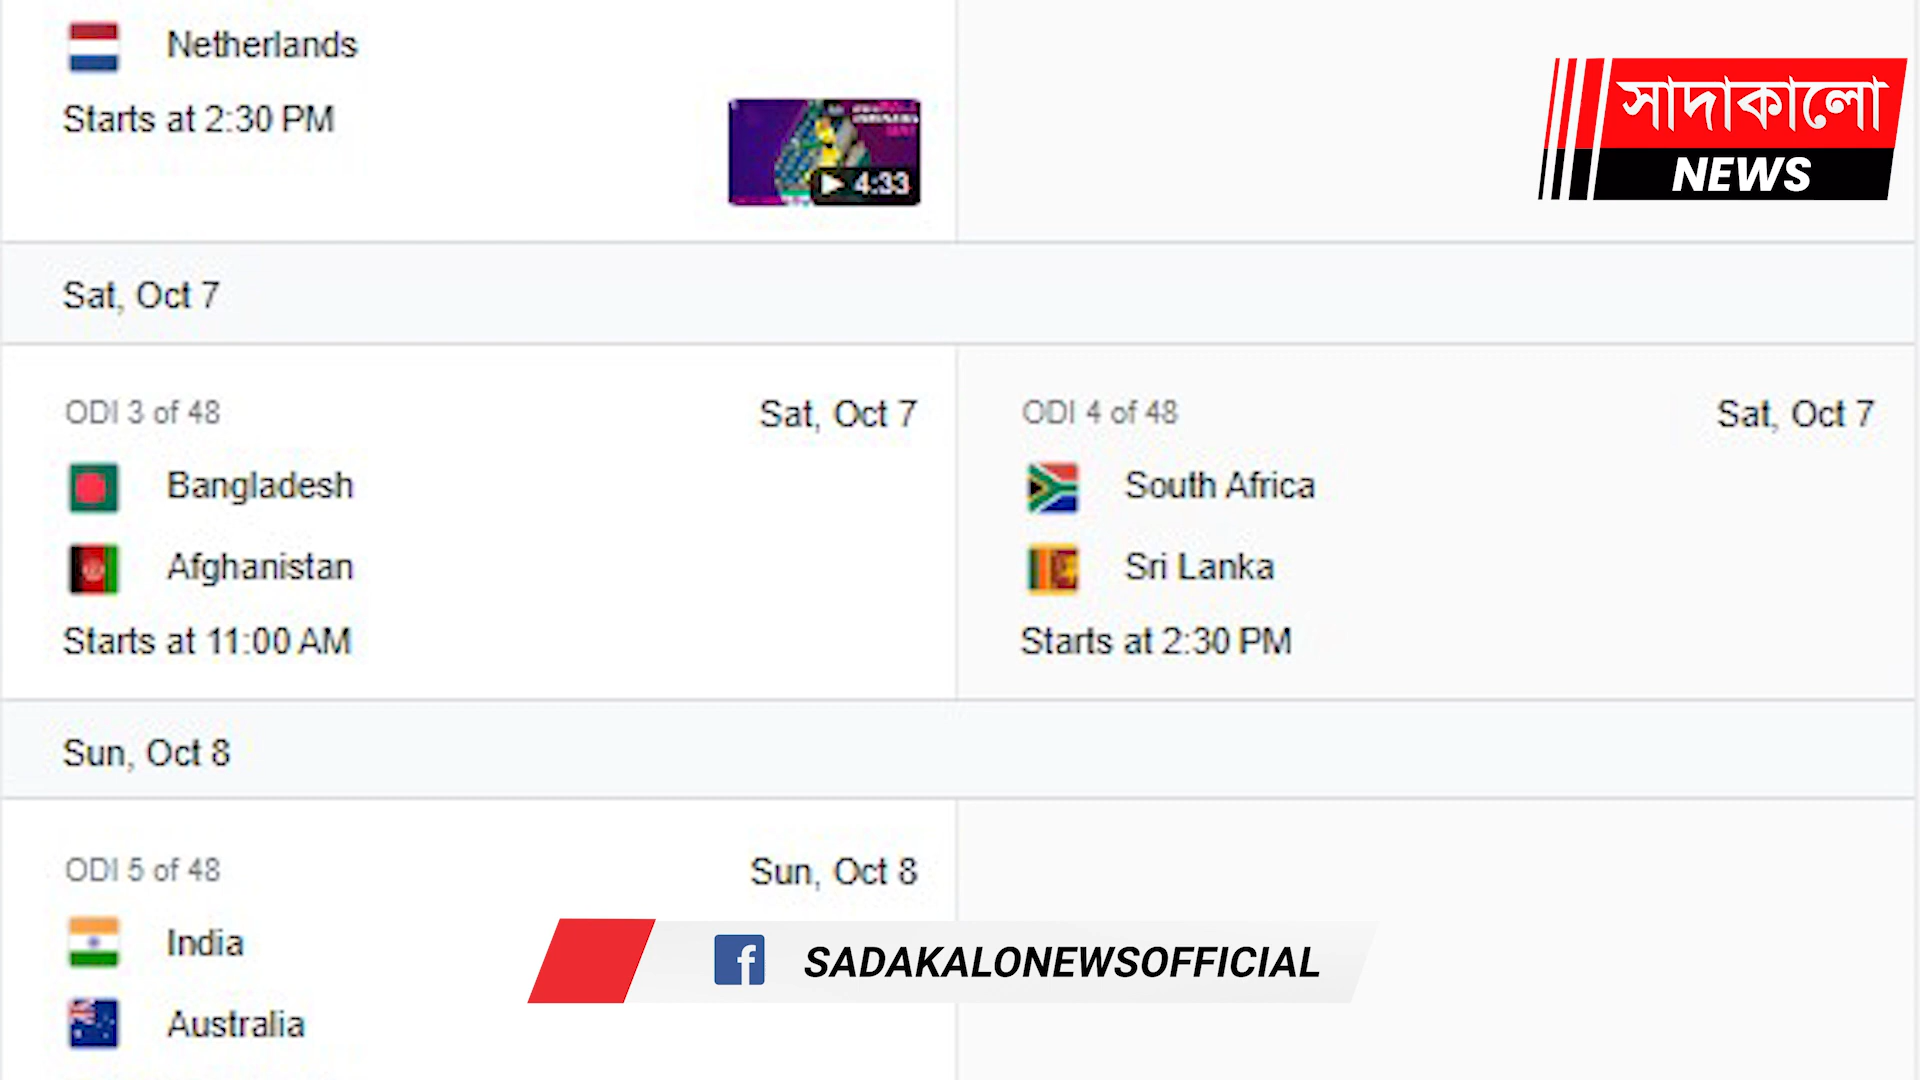 Netherlands
Starts at 2:30 PM
4:33
সাদাকালো
NEWS
Sat, Oct 7
ODI 3 of 48
Sat, Oct 7
Bangladesh
Afghanistan
Starts at 11:00 AM
ODI 4 of 48
Sat, Oct 7
South Africa
Sri Lanka
Starts at 2:30 PM
Sun, Oct 8
ODI 5 of 48
Sun, Oct 8
India
Australia
SADAKALONEWSOFFICIAL